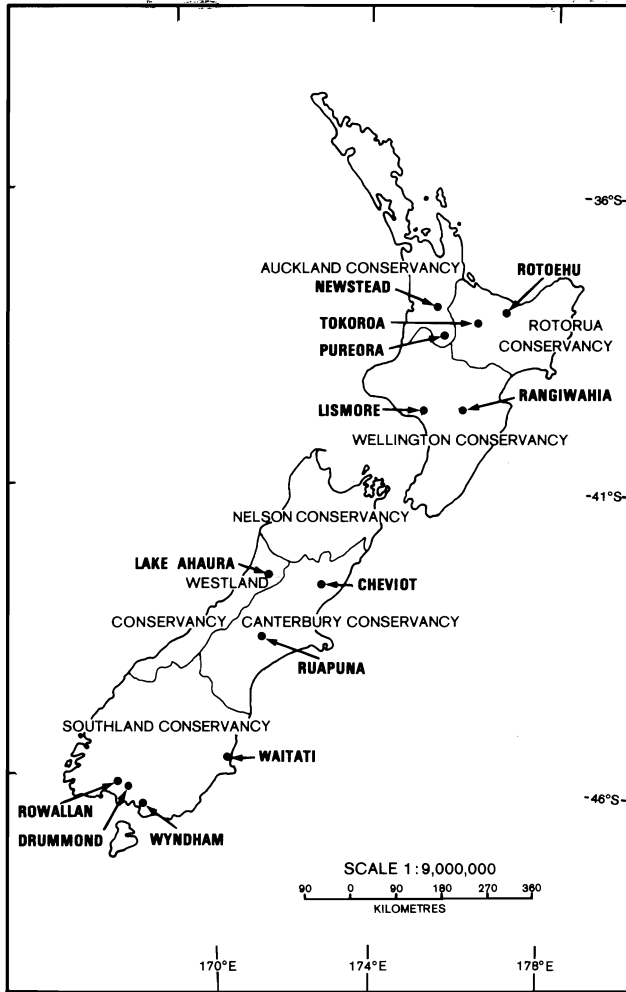 -36°S
AUCKLAND CONSERVANCY
ROTOEHU
NEWSTEAD
TOKOROA
ROTORUA
CONSERVANCY
PUREORA
LISMORE
RANGIWAHIA
WELLINGTON CONSERVANCY
-41°S
NELSON CONSERVANCY
LAKE AHAURA
WESTLAND
CHEVIOT
CONSERVANCY
CANTERBURY CONSERVANCY
RUAPUNA
SOUTHLAND CONSERVANCY
WAITATI
-46°S
ROWALLAN
DRUMMOND
WYNDHAM
SCALE 1:9,000,000
90 0 90 180 270 360
KILOMETRES
170°E 174°E 178°E